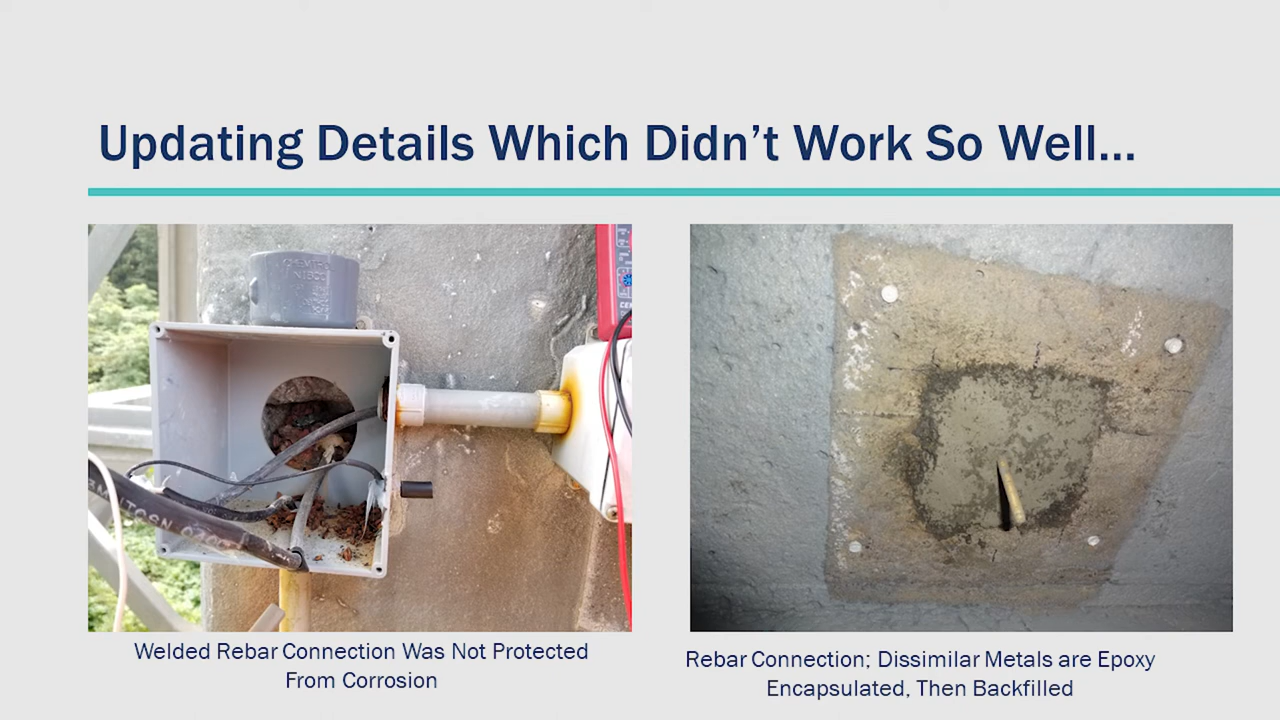 Updating Details Which Didn’t Work So Well...
Welded Rebar Connection Was Not Protected
From Corrosion
Rebar Connection; Dissimilar Metals are Epoxy
Encapsulated, Then Backfilled